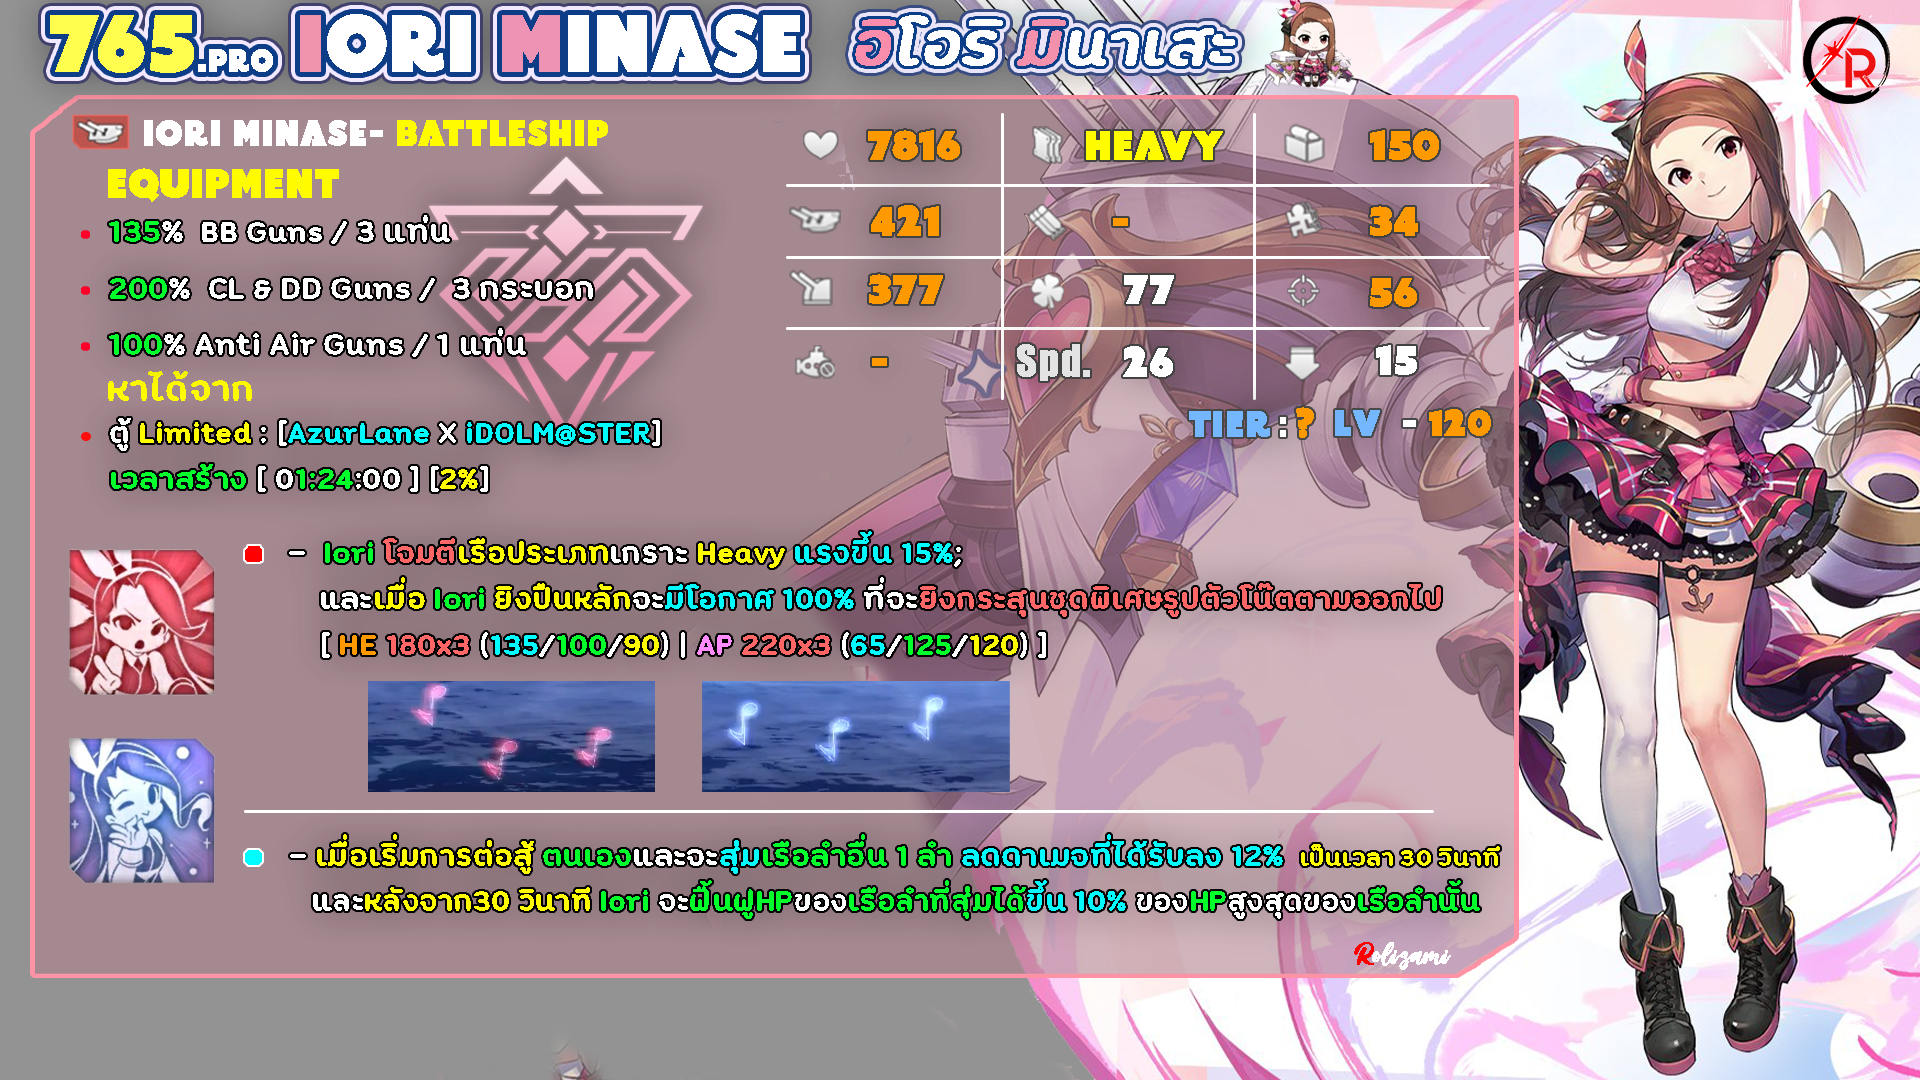 765.PRO IORI MINASE อิโอริ มินาเสะ
R
IORI MINASE- BATTLESHIP
EQUIPMENT
135% BB Guns / 3 แท่น
200% CL & DD Guns / 3 กระบอก
100% Anti Air Guns / 1 แท่น
หาได้จาก
ตู้ Limited : [AzurLane X iDOLM@STER]
เวลาสร้าง [ 01:24:00 ] [2%]
7816 HEAVY 150
421 - 34
377 77 56
- Spd. 26 15
TIER : ? LV - 120
– Iori โจมตีเรือประเภทเกราะ Heavy แรงขึ้น 15%;
และเมื่อ Iori ยิงปืนหลักจะมีโอกาศ 100% ที่จะยิงกระสุนชุดพิเศษรูปตัวโน๊ตตามออกไป
[ HE 180x3 (135/100/90) | AP 220x3 (65/125/120) ]
– เมื่อเริ่มการต่อสู้ ตนเองและจะสุ่มเรือลำอื่น 1 ลำ ลดดาเมจที่ได้รับลง 12% เป็นเวลา 30 วินาที
และหลังจาก30 วินาที Iori จะฟื้นฟูHPของเรือลำที่สุ่มได้ขึ้น 10% ของHPสูงสุดของเรือลำนั้น
Rolizami